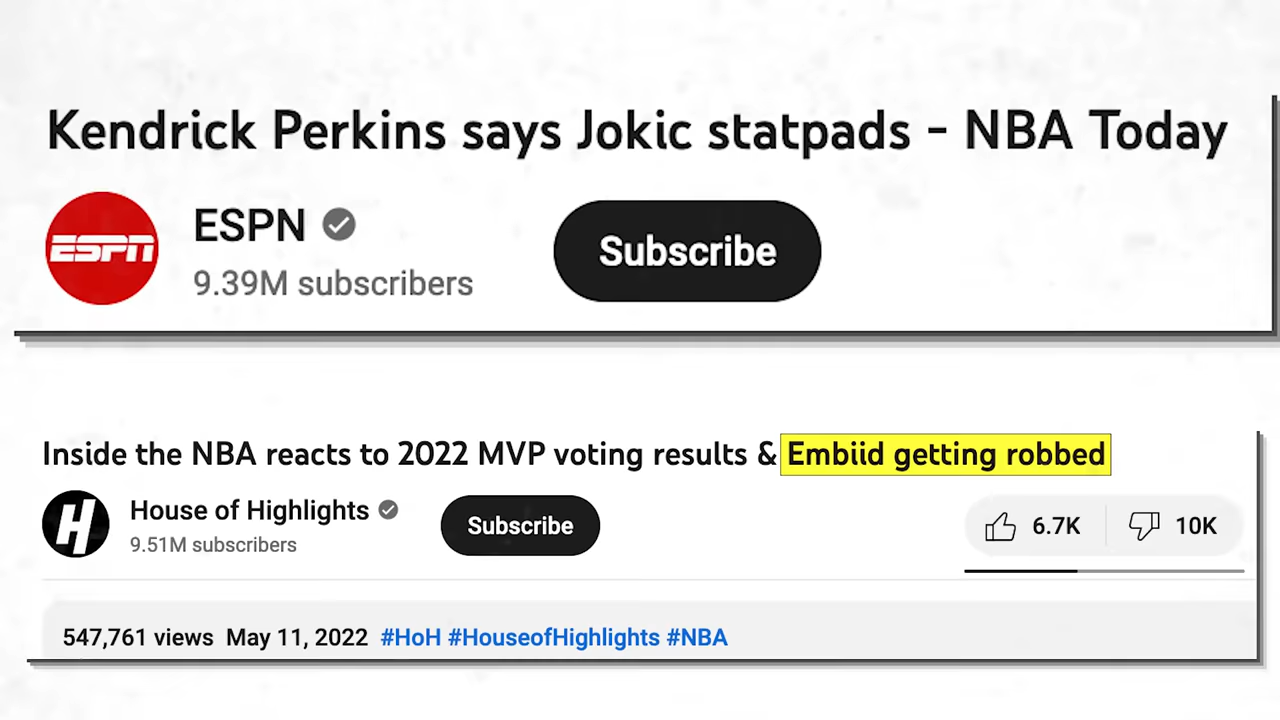 Kendrick Perkins says Jokic statpads - NBA Today
ESPN
ESPN
9.39M subscribers
Subscribe
Inside the NBA reacts to 2022 MVP voting results & Embiid getting robbed
H
House of Highlights
9.51M subscribers
Subscribe
6.7K
10K
547,761 views May 11, 2022 #HoH #HouseofHighlights #NBA